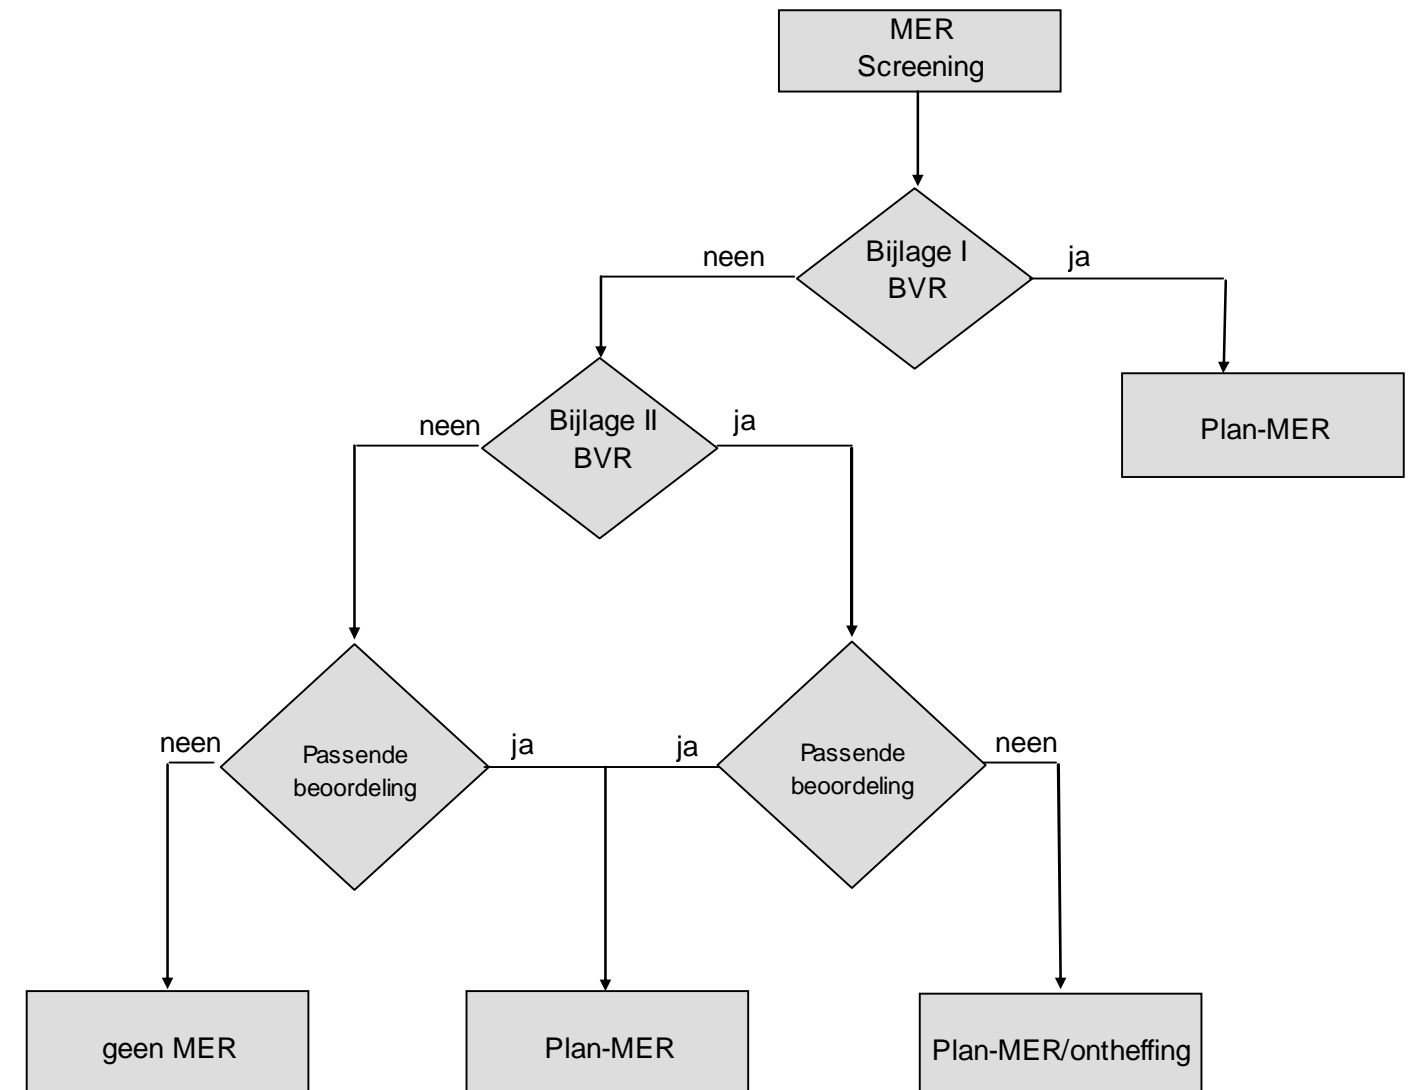 MER
Screening
neen
Bijlage I
BVR
ja
neen
Bijlage II
BVR
ja
Plan-MER
neen
Passende
beoordeling
ja
ja
Passende
beoordeling
neen
geen MER
Plan-MER
Plan-MER/ontheffing